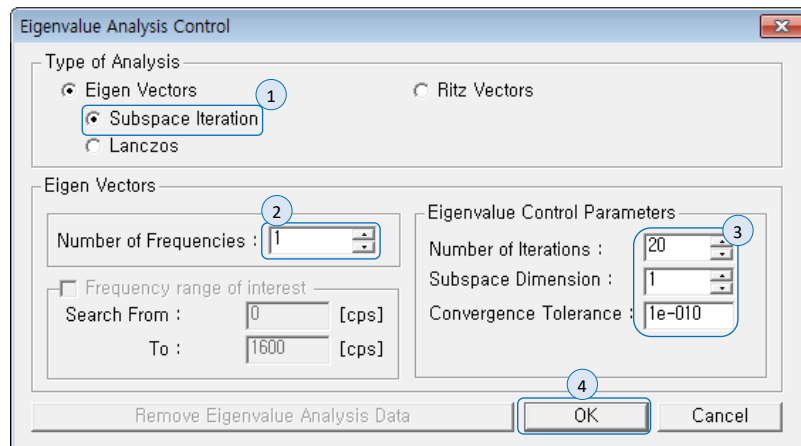 Eigenvalue Analysis Control
Type of Analysis
Eigen Vectors
1
Ritz Vectors
Subspace Iteration
Lanczos
Eigen Vectors
2
Number of Frequencies : 1
Frequency range of interest
Search From : 0 [cps]
To : 1600 [cps]
Eigenvalue Control Parameters
3
Number of Iterations : 20
Subspace Dimension : 1
Convergence Tolerance : 1e-010
4
Remove Eigenvalue Analysis Data
OK
Cancel